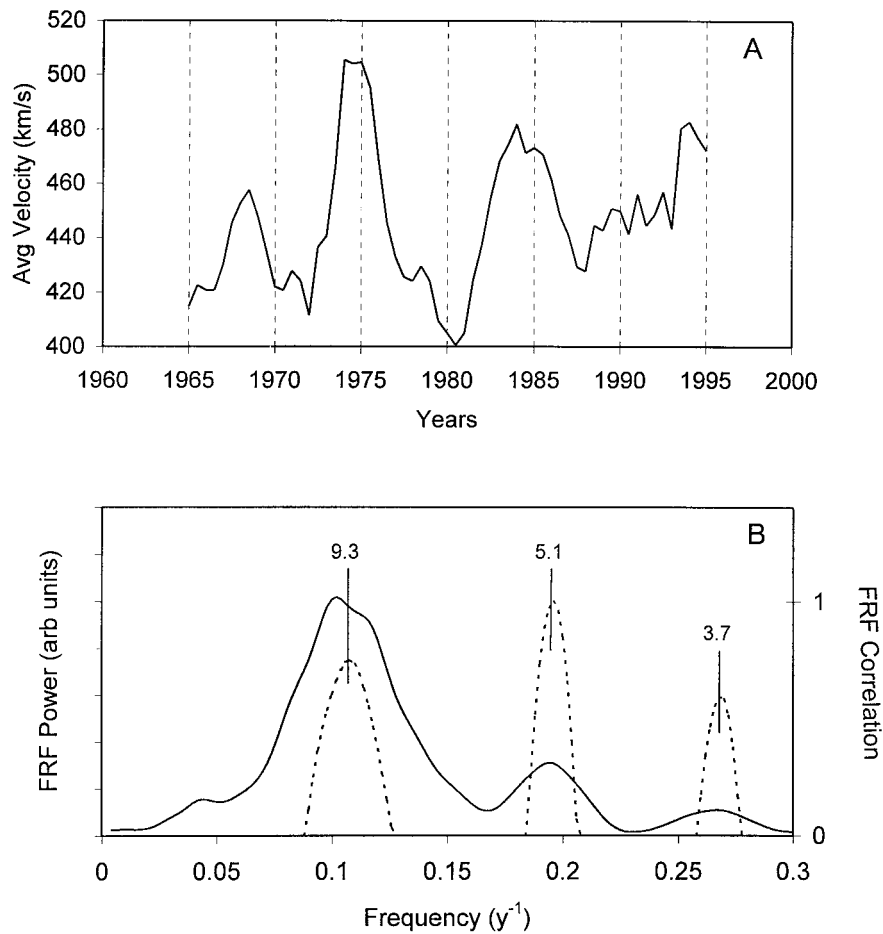 A
520
500
480
460
440
420
400
Avg Velocity (km/s)
1960 1965 1970 1975 1980 1985 1990 1995 2000
Years
B
9.3 5.1 3.7
FRF Power (arb units)
1
0
FRF Correlation
0 0.05 0.1 0.15 0.2 0.25 0.3
Frequency (y⁻¹)